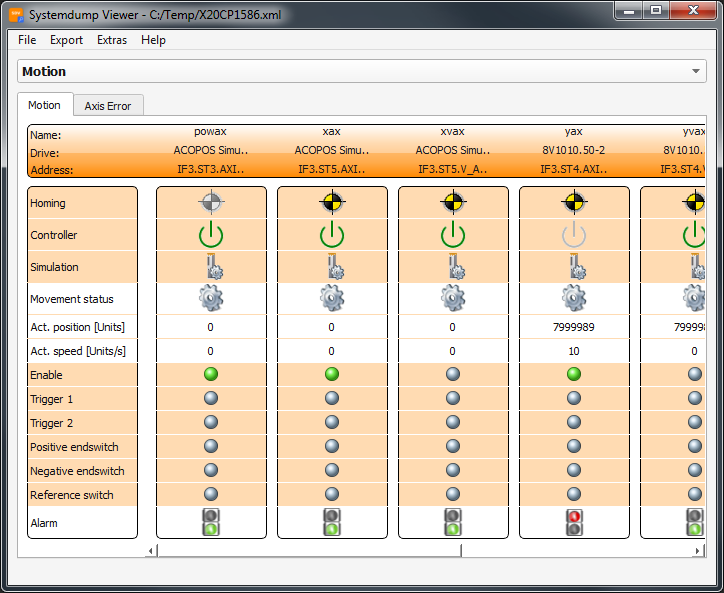 Systemdump Viewer - C:/Temp/X20CP1586.xml
File Export Extras Help
Motion
Motion Axis Error
Name: powax xax xvax yax yvax
Drive: ACOPOS Simu.. ACOPOS Simu.. ACOPOS Simu.. 8V1010.50-2 8V1010.
Address: IF3.ST3.AXI.. IF3.ST5.AXI.. IF3.ST5.V_A.. IF3.ST4.AXI.. IF3.ST4.
Homing
Controller
Simulation
Movement status
Act. position [Units] 0 0 0 7999989 79998
Act. speed [Units/s] 0 0 0 10 0
Enable
Trigger 1
Trigger 2
Positive endswitch
Negative endswitch
Reference switch
Alarm